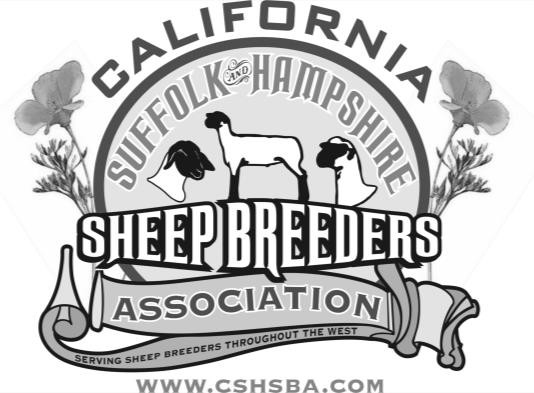 CALIFORNIA
SUFFOLK AND HAMPSHIRE
SHEEP BREEDERS
ASSOCIATION
SERVING SHEEP BREEDERS THROUGHOUT THE WEST
WWW.CSHSBA.COM